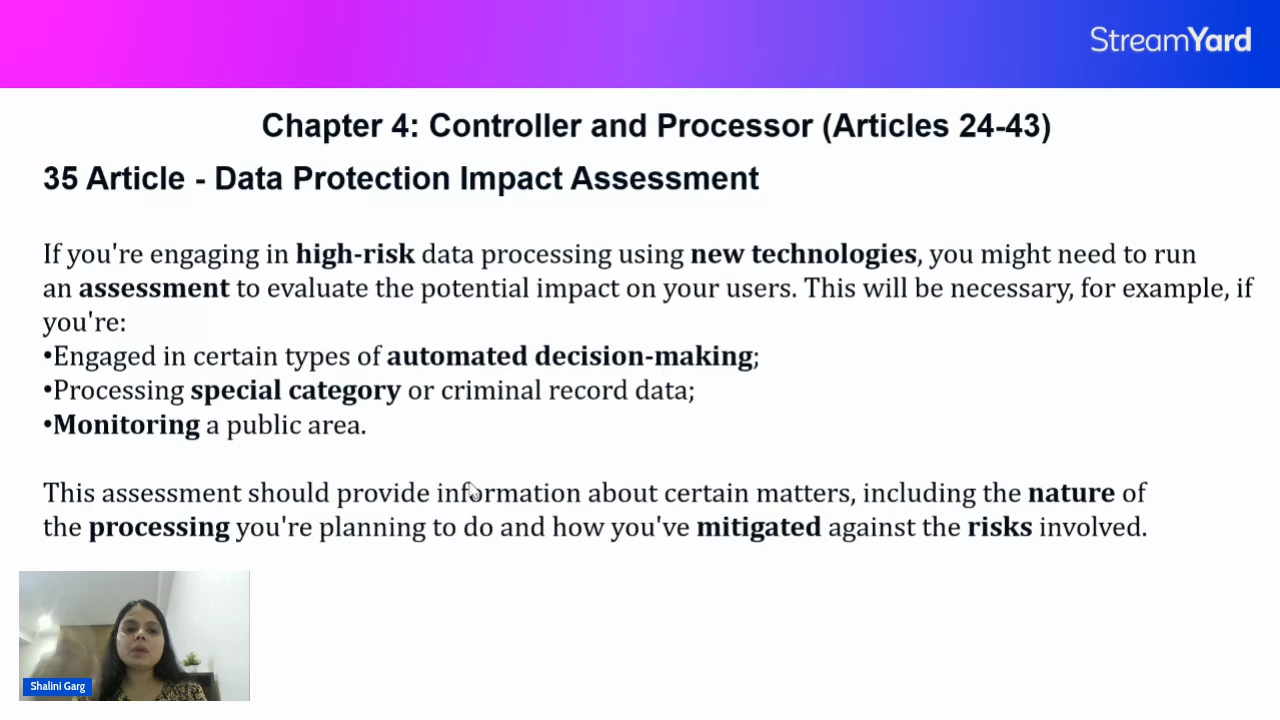 StreamYard
Chapter 4: Controller and Processor (Articles 24-43)
35 Article - Data Protection Impact Assessment
If you're engaging in high-risk data processing using new technologies, you might need to run
an assessment to evaluate the potential impact on your users. This will be necessary, for example, if
you're:
•Engaged in certain types of automated decision-making;
•Processing special category or criminal record data;
•Monitoring a public area.
This assessment should provide information about certain matters, including the nature of
the processing you're planning to do and how you've mitigated against the risks involved.
Shalini Garg